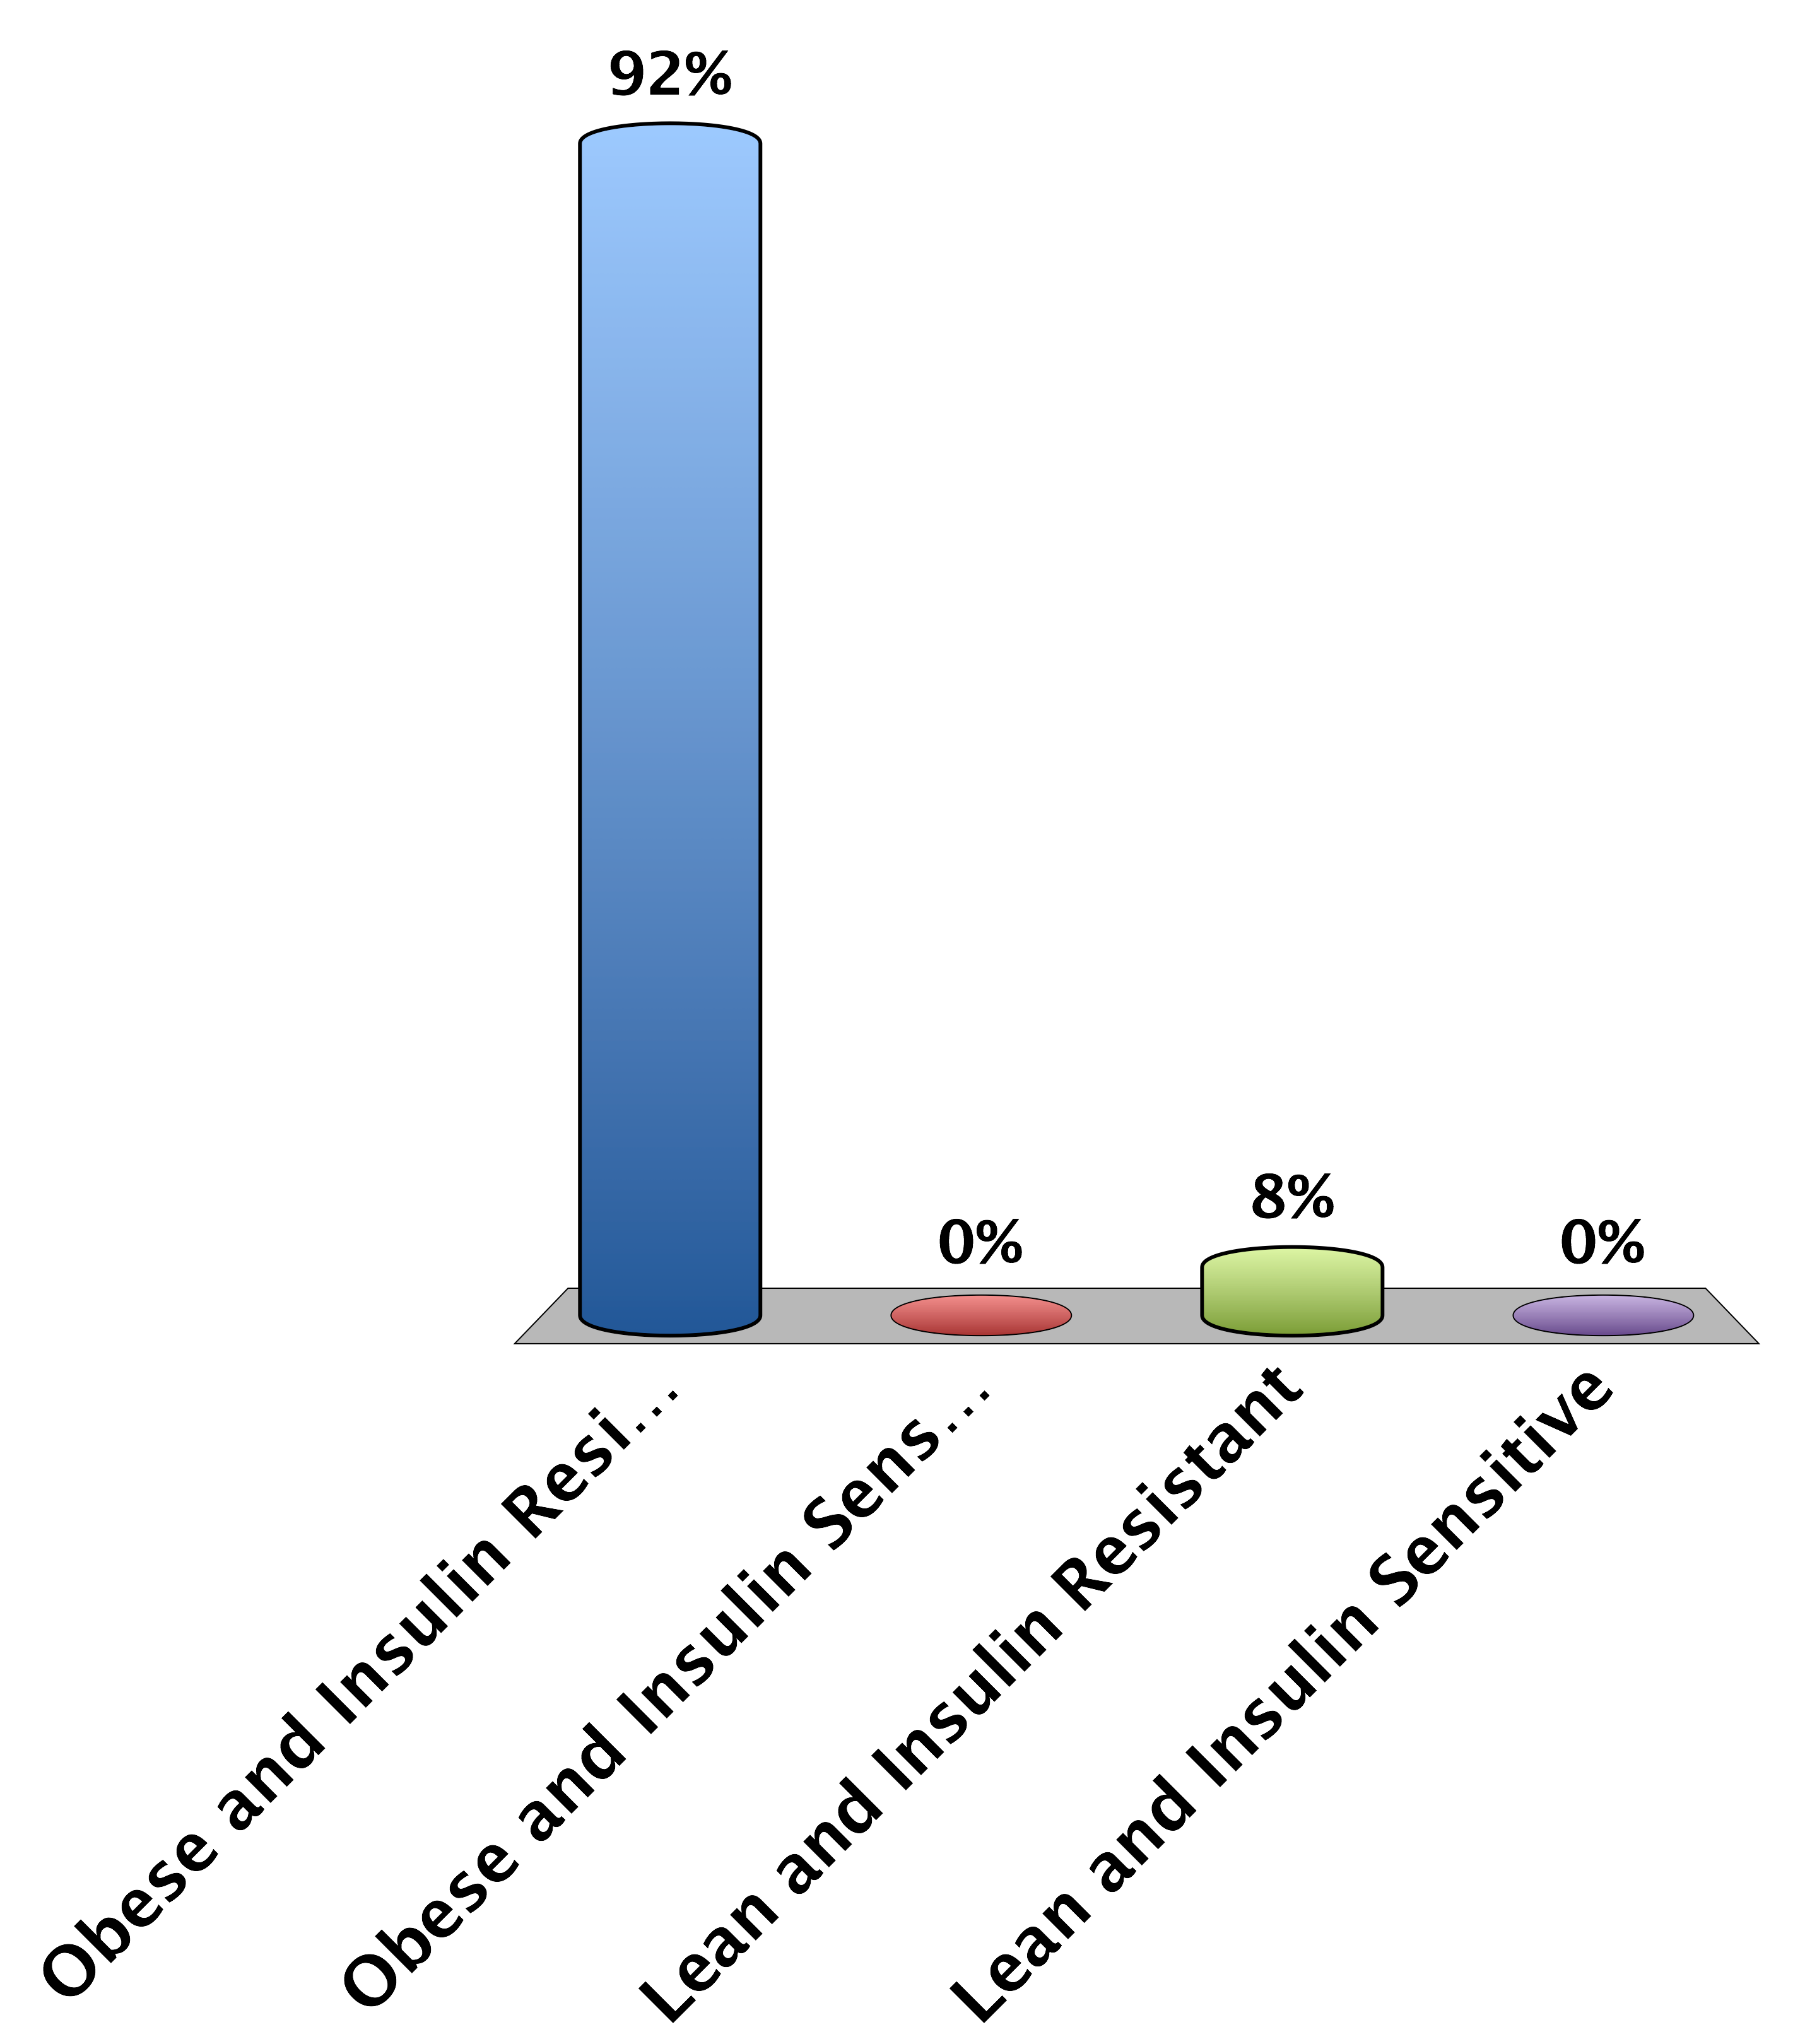 92%
0%
8%
0%
Obese and Insulin Resi...
Obese and Insulin Sens...
Lean and Insulin Resistant
Lean and Insulin Sensitive